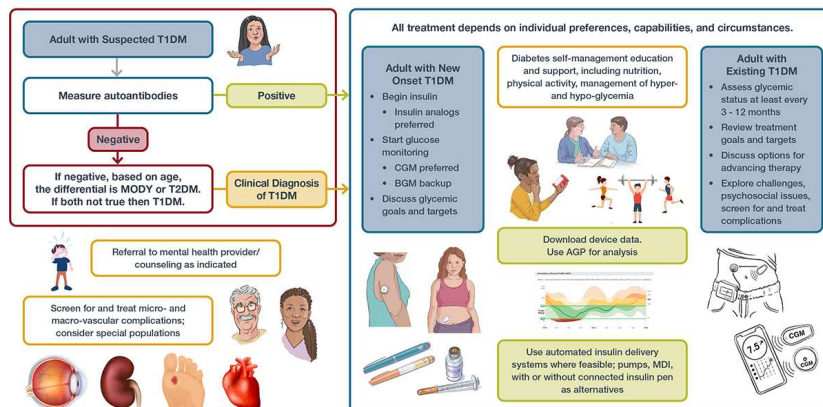 Adult with Suspected T1DM
Measure autoantibodies
Positive
Negative
If negative, based on age,
the differential is MODY or T2DM.
If both not true then T1DM.
Clinical Diagnosis
of T1DM
Referral to mental health provider/
counseling as indicated
Screen for and treat micro- and
macro-vascular complications;
consider special populations
All treatment depends on individual preferences, capabilities, and circumstances.
Adult with New
Onset T1DM
• Begin insulin
• Insulin analogs
preferred
• Start glucose
monitoring
• CGM preferred
• BGM backup
• Discuss glycemic
goals and targets
Diabetes self-management education
and support, including nutrition,
physical activity, management of hyper-
and hypo-glycemia
Download device data.
Use AGP for analysis
Use automated insulin delivery
systems where feasible; pumps, MDI,
with or without connected insulin pen
as alternatives
Adult with
Existing T1DM
• Assess glycemic
status at least every
3 - 12 months
• Review treatment
goals and targets
• Discuss options for
advancing therapy
• Explore challenges,
psychosocial issues,
screen for and treat
complications
7.5
CGM
CGM